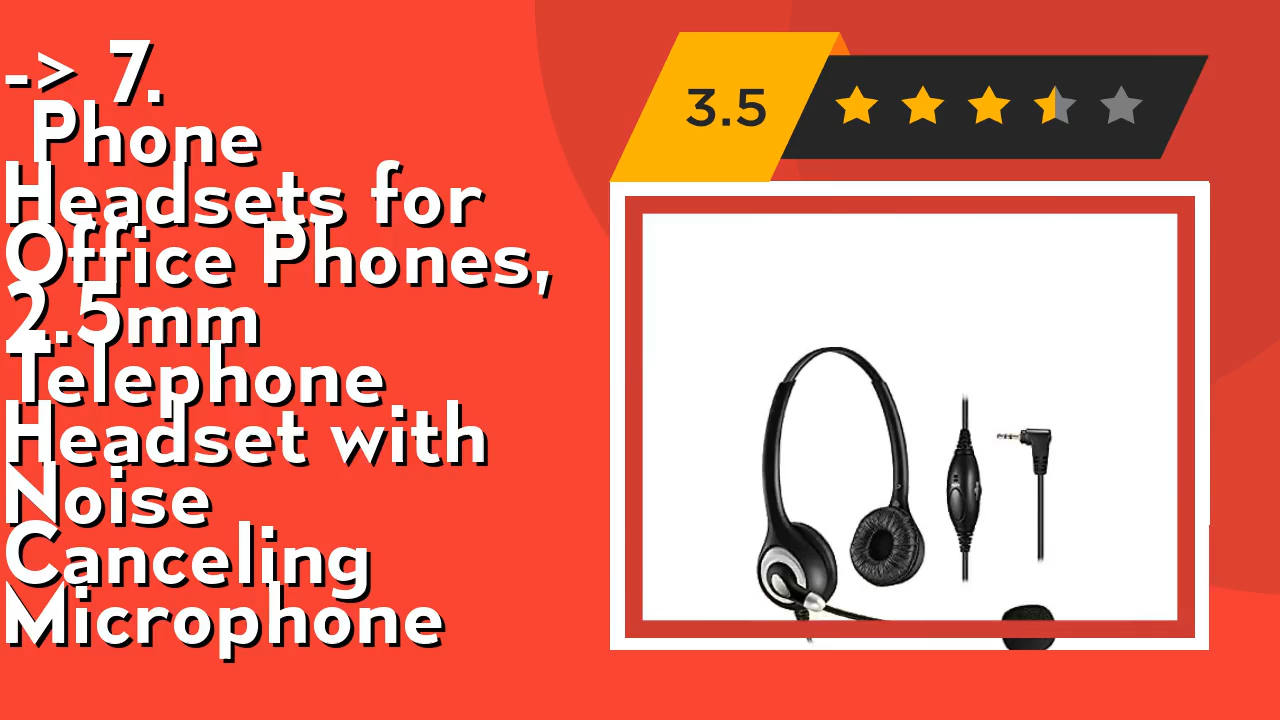 -> 7.
Phone
Headsets for
Office Phones,
2.5mm
Telephone
Headset with
Noise
Canceling
Microphone
3.5